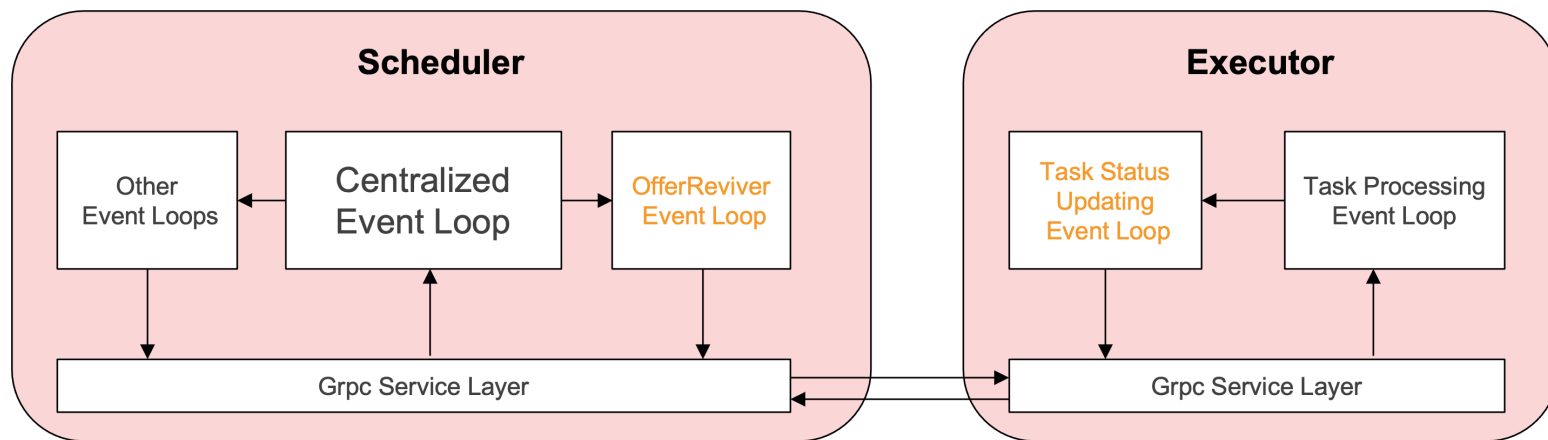 Scheduler
Other
Event Loops
Centralized
Event Loop
OfferReviver
Event Loop
Grpc Service Layer
Executor
Task Status
Updating
Event Loop
Task Processing
Event Loop
Grpc Service Layer